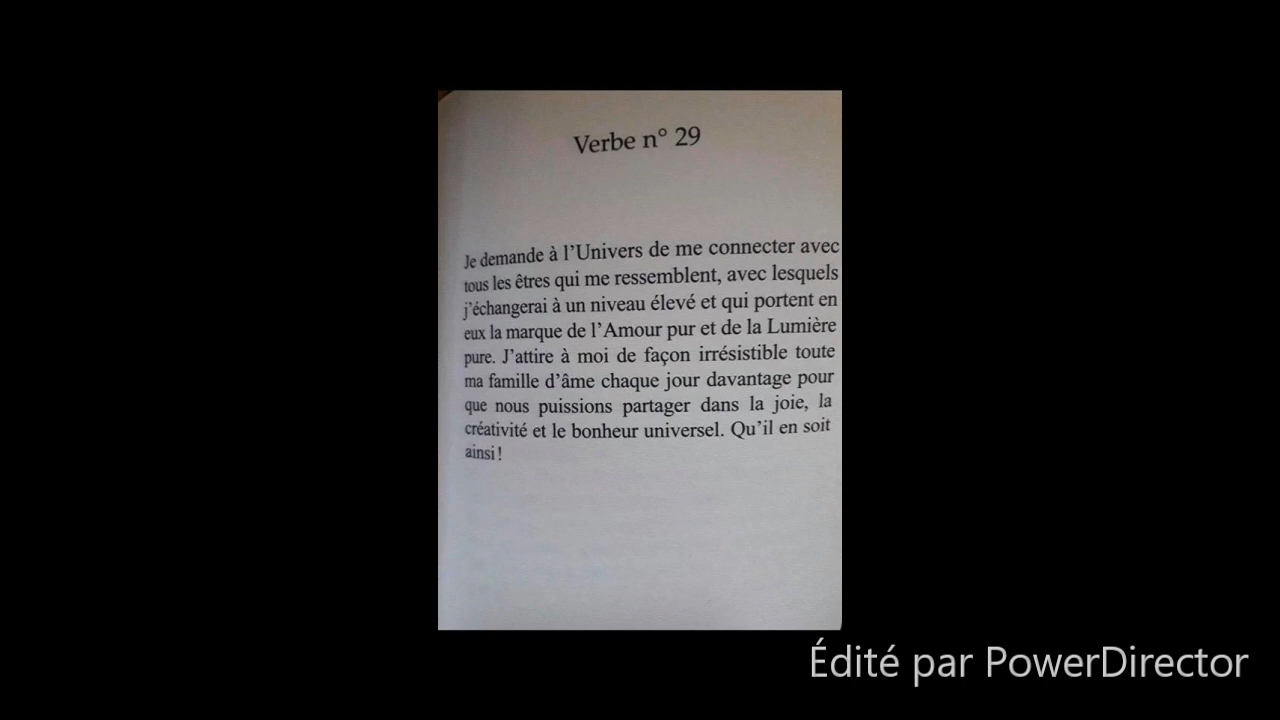 Verbe n° 29
Je demande à l'Univers de me connecter avec
tous les êtres qui me ressemblent, avec lesquels
j'échangerai à un niveau élevé et qui portent en
eux la marque de l'Amour pur et de la Lumière
pure. J'attire à moi de façon irrésistible toute
ma famille d'âme chaque jour davantage pour
que nous puissions partager dans la joie, la
créativité et le bonheur universel. Qu'il en soit
ainsi !
Édité par PowerDirector